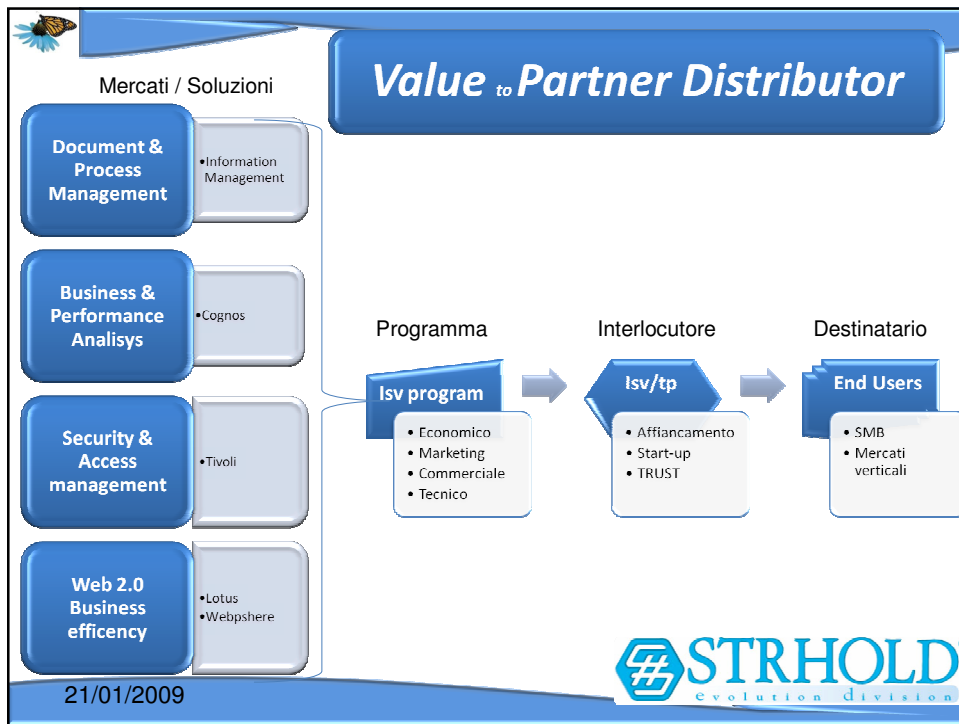 Value to Partner Distributor
Mercati / Soluzioni
Document &
Process
Management
•Information
Management
Business &
Performance
Analisys
•Cognos
Security &
Access
management
•Tivoli
Web 2.0
Business
efficency
•Lotus
•Webpshere
Programma
Isv program
• Economico
• Marketing
• Commerciale
• Tecnico
Interlocutore
Isv/tp
• Affiancamento
• Start-up
• TRUST
Destinatario
End Users
• SMB
• Mercati
verticali
STRHOLD
evolution division
21/01/2009